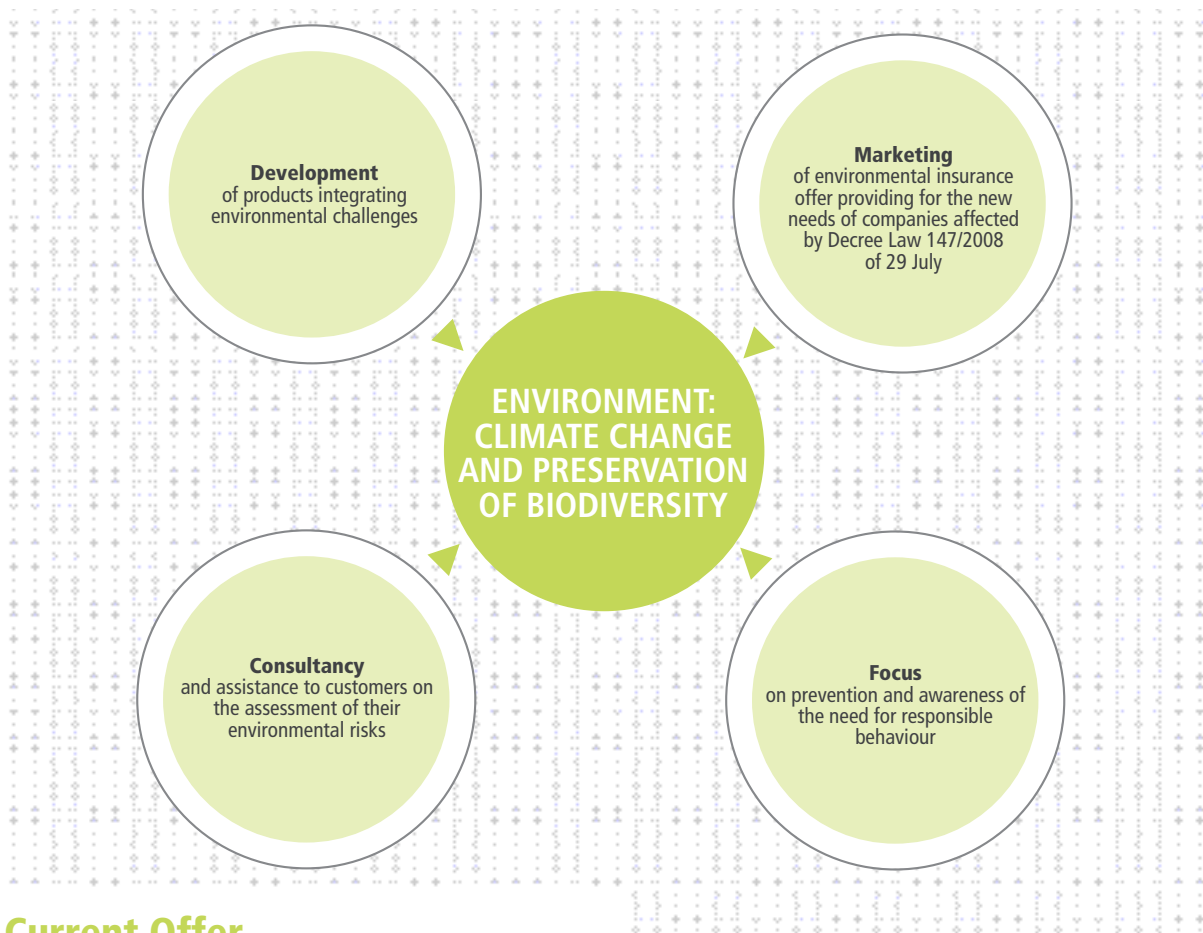 Development
of products integrating
environmental challenges
Marketing
of environmental insurance
offer providing for the new
needs of companies affected
by Decree Law 147/2008
of 29 July
ENVIRONMENT:
CLIMATE CHANGE
AND PRESERVATION
OF BIODIVERSITY
Consultancy
and assistance to customers on
the assessment of their
environmental risks
Focus
on prevention and awareness of
the need for responsible
behaviour
Current Offer